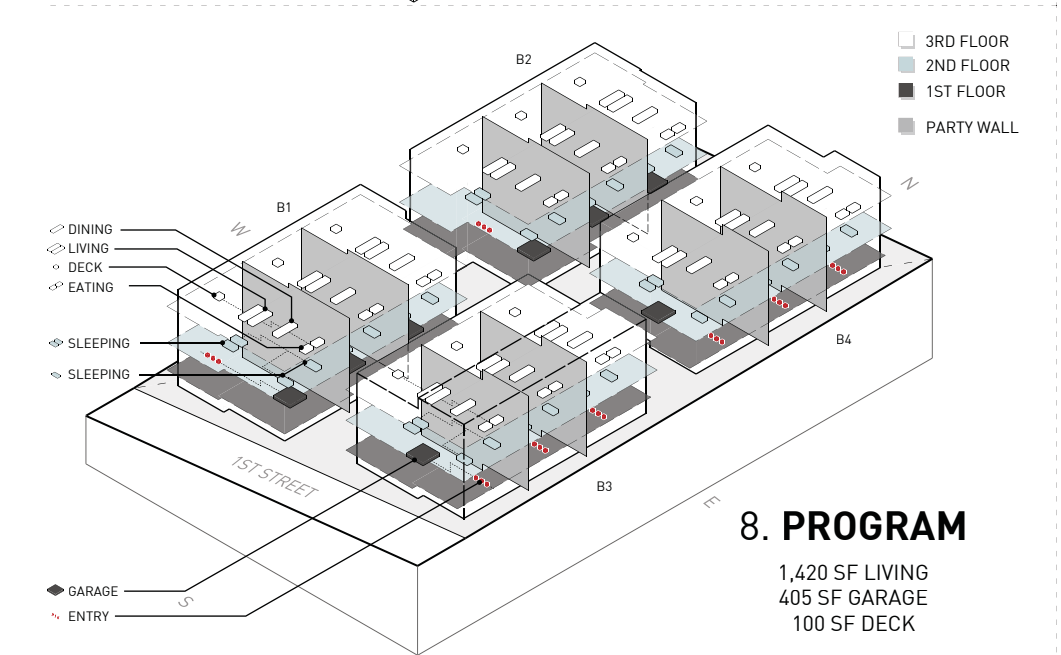 B2
3RD FLOOR
2ND FLOOR
1ST FLOOR
PARTY WALL
N
B1
W
DINING
LIVING
DECK
EATING
SLEEPING
SLEEPING
B4
1ST STREET
B3
E
8. PROGRAM
1,420 SF LIVING
405 SF GARAGE
100 SF DECK
GARAGE
S
ENTRY